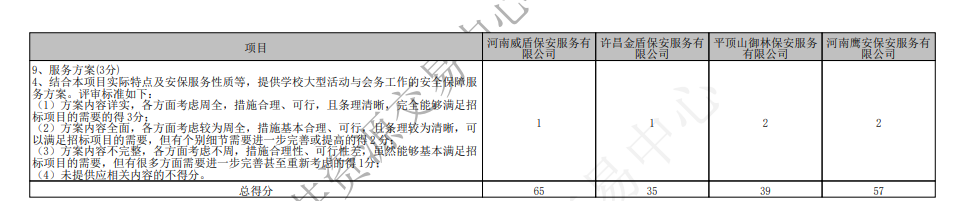 项目
河南威盾保安服务有
限公司
许昌金盾保安服务有
限公司
平顶山御林保安服务
有限公司
河南鹰安保安服务有
限公司
9、服务方案(3分)
4、结合本项目实际特点及安保服务性质等，提供学校大型活动与会务工作的安全保障服
务方案。评审标准如下：
（1）方案内容详实，各方面考虑周全，措施合理、可行，且条理清晰，完全能够满足招
标项目的需要的得3分；
（2）方案内容全面，各方面考虑较为周全，措施基本合理、可行，且条理较为清晰，可
以满足招标项目的需要，但有个别细节需要进一步完善或提高的得2分；
（3）方案内容不完整，各方面考虑不周，措施合理性、可行性差，虽然能够基本满足招
标项目的需要，但有很多方面需要进一步完善甚至重新考虑的得1分；
（4）未提供应相关内容的不得分。
1
1
2
2
总得分
65
35
39
57
共资源交易中心
易中心